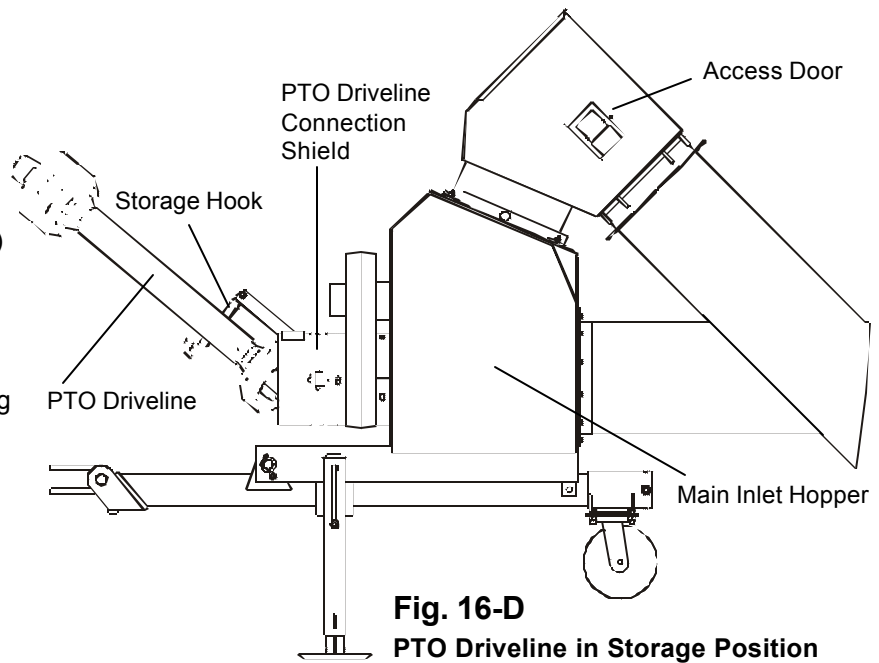 Access Door
PTO Driveline
Connection
Shield
Storage Hook
)
g
PTO Driveline
Main Inlet Hopper
Fig. 16-D
PTO Driveline in Storage Position